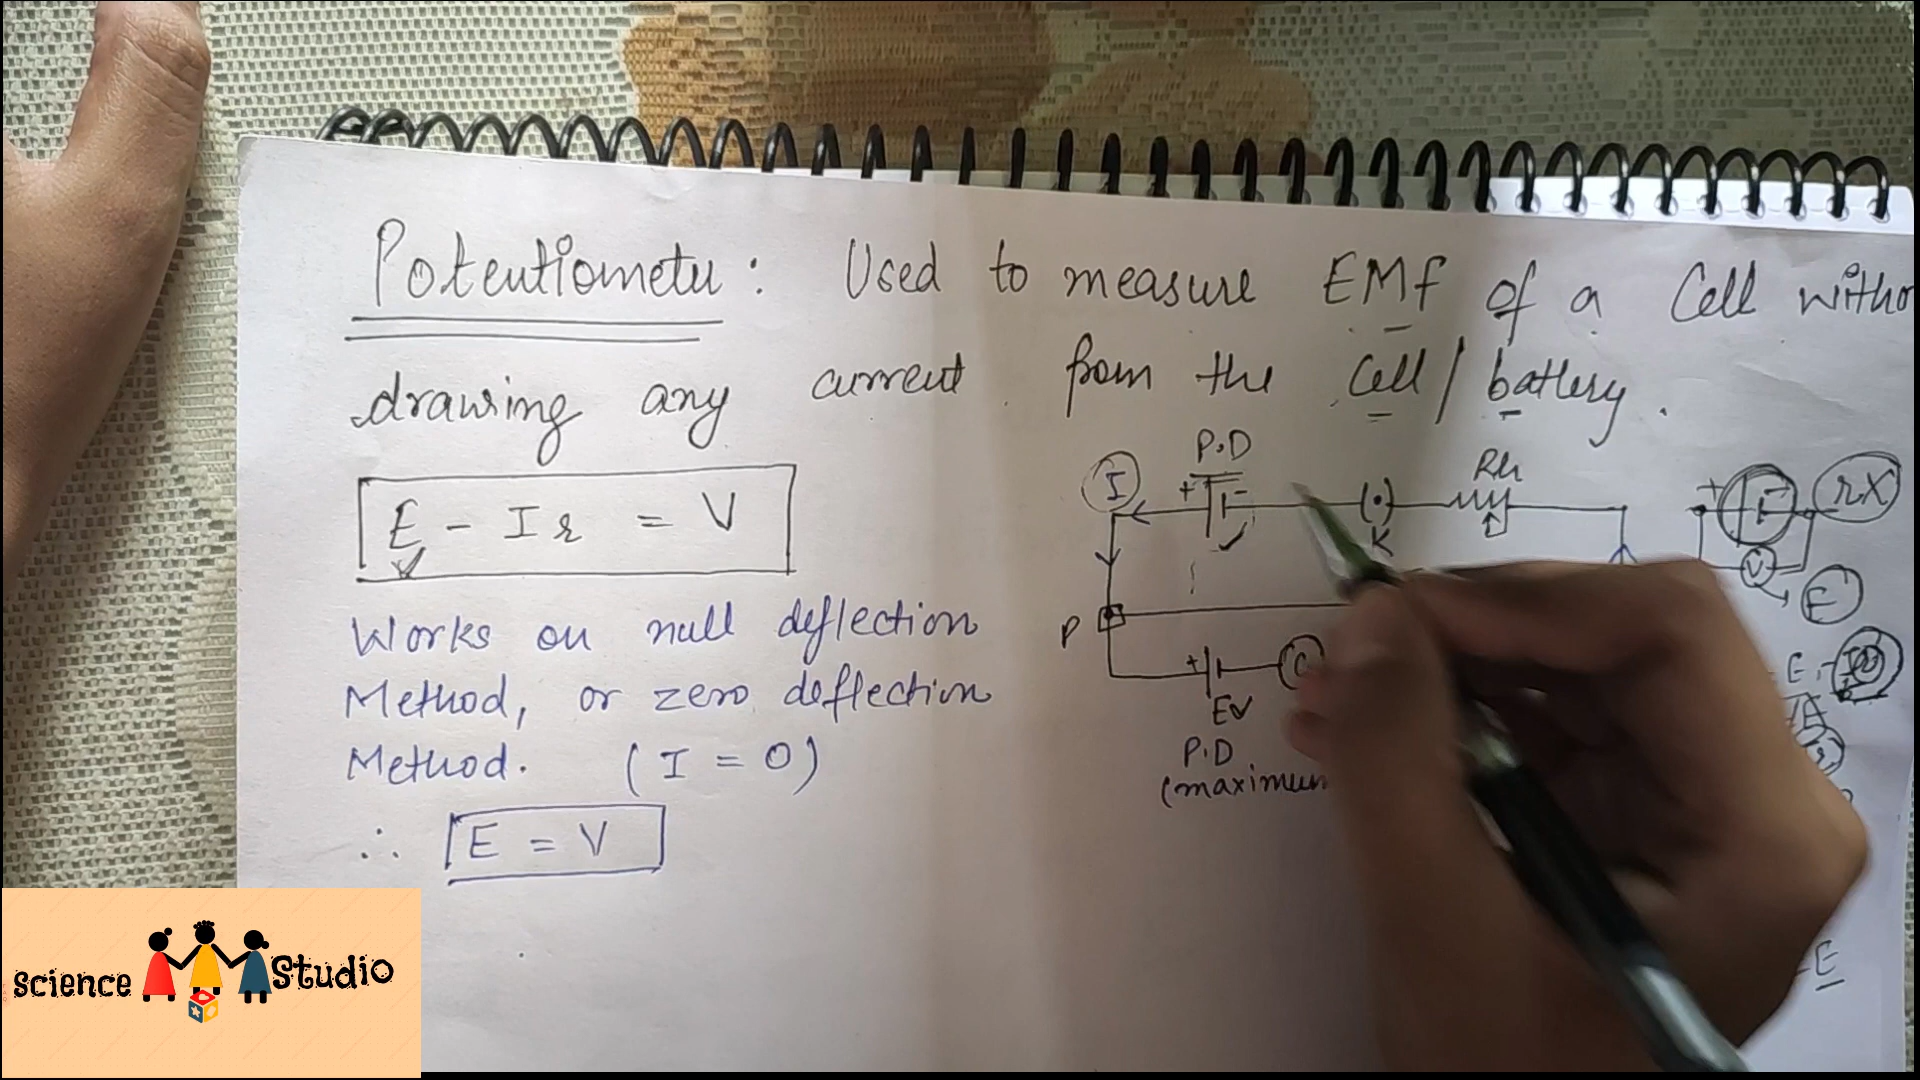 Potentiometer : Used to measure EMf of a Cell witho
drawing any current from the Cell / battery.
E - Ir = V
Works on null deflection
Method, or zero deflection
Method. ( I = 0 )
∴ E = V
P.D
I
+ -
K
Rh
P
+
E
G
P.D
(maximum
+
rX
V
E
E
science Studio